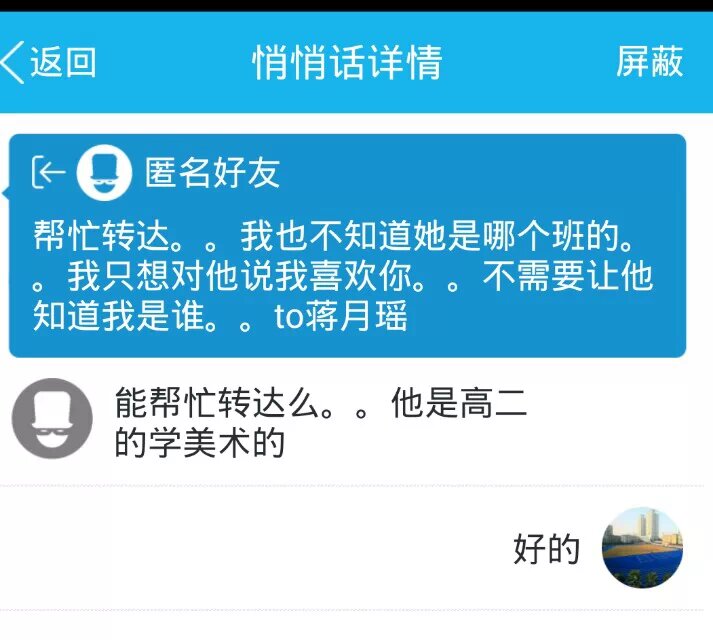 返回
悄悄话详情
屏蔽
匿名好友
帮忙转达。。我也不知道她是哪个班的。
。我只想对他说我喜欢你。。不需要让他
知道我是谁。。to蒋月瑶
能帮忙转达么。。他是高二
的学美术的
好的